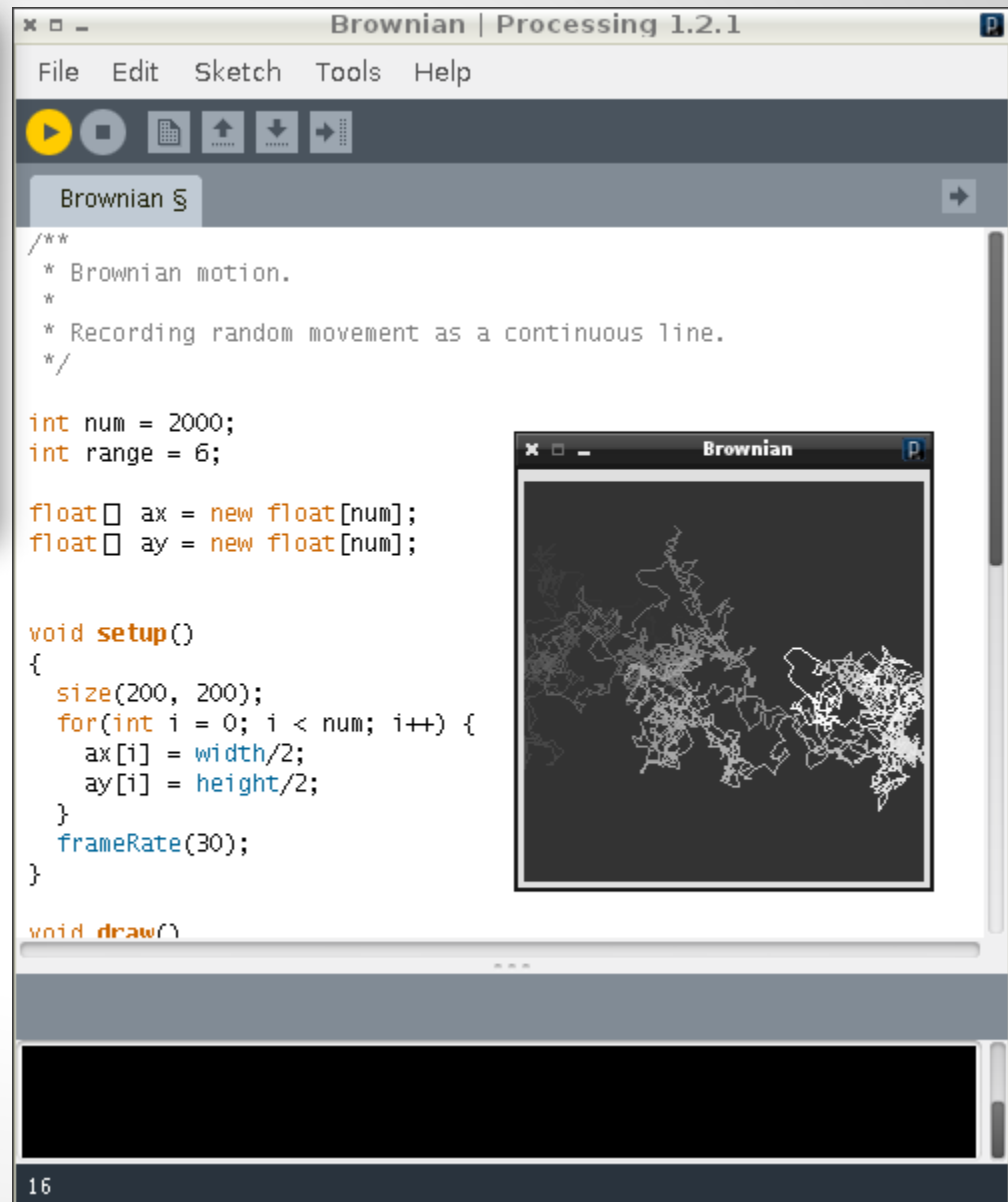 Brownian | Processing 1.2.1
File Edit Sketch Tools Help
Brownian §
/**
 * Brownian motion.
 *
 * Recording random movement as a continuous line.
 */
int num = 2000;
int range = 6;
float[] ax = new float[num];
float[] ay = new float[num];
void setup()
{
  size(200, 200);
  for(int i = 0; i < num; i++) {
    ax[i] = width/2;
    ay[i] = height/2;
  }
  frameRate(30);
}
void draw()
Brownian
16